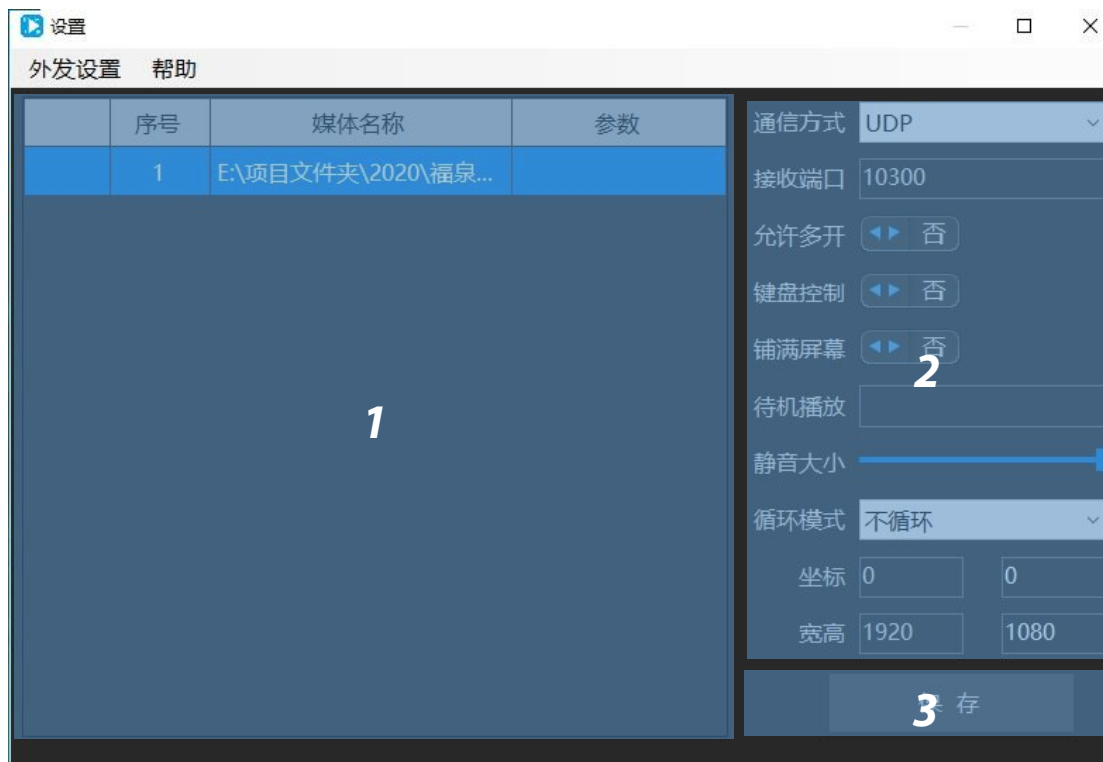 设置
外发设置 帮助
序号 媒体名称 参数
1 E:\项目文件夹\2020\福泉...
1
通信方式 UDP
接收端口 10300
允许多开 否
键盘控制 否
铺满屏幕 否
2
待机播放
静音大小
循环模式 不循环
坐标 0 0
宽高 1920 1080
3 存